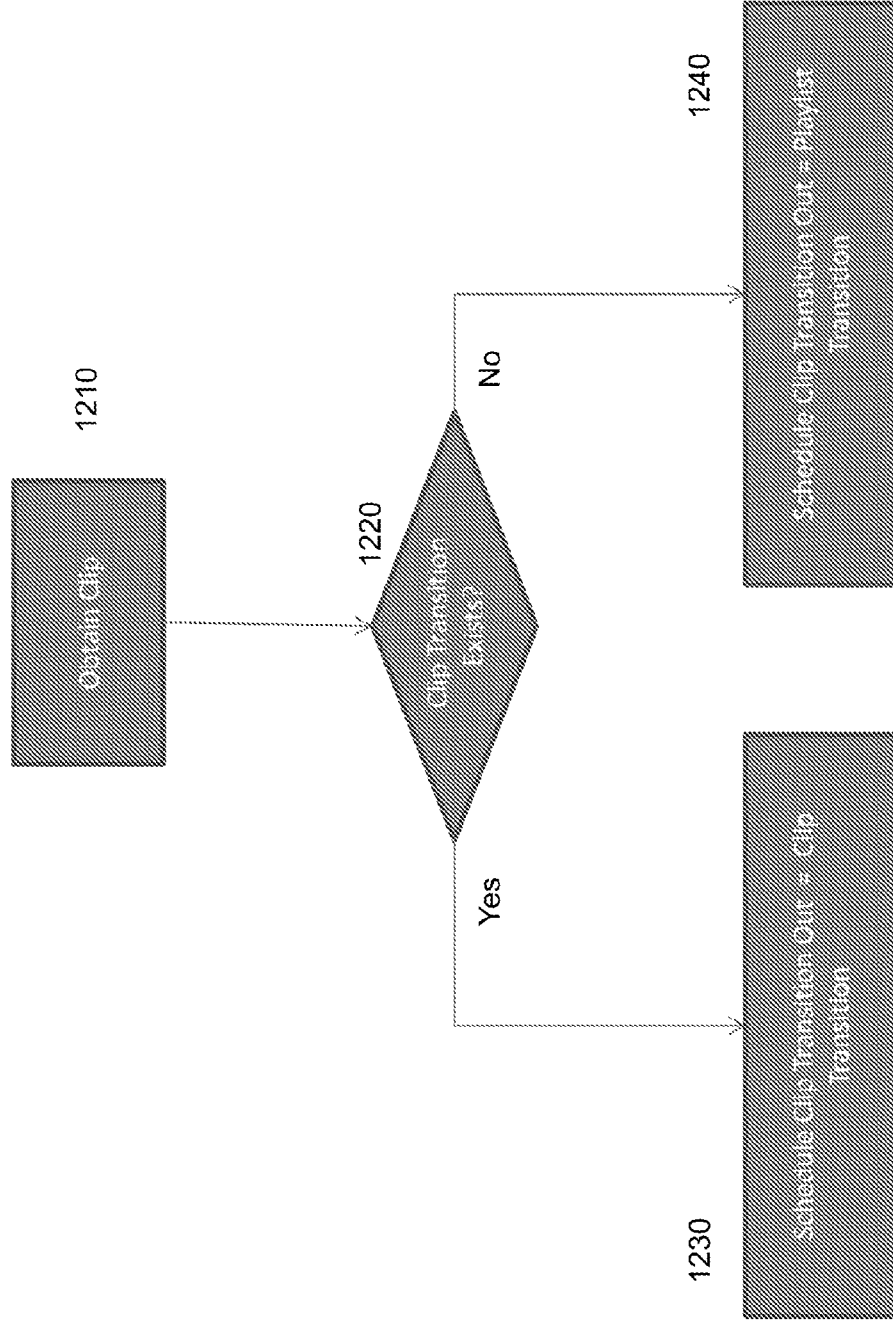 1210
Obtain Clip
1220
Clip Transition
Exists?
Yes
No
1230
Schedule Clip Transition Out = Clip
Transition
1240
Schedule Clip Transition Out = Playlist
Transition